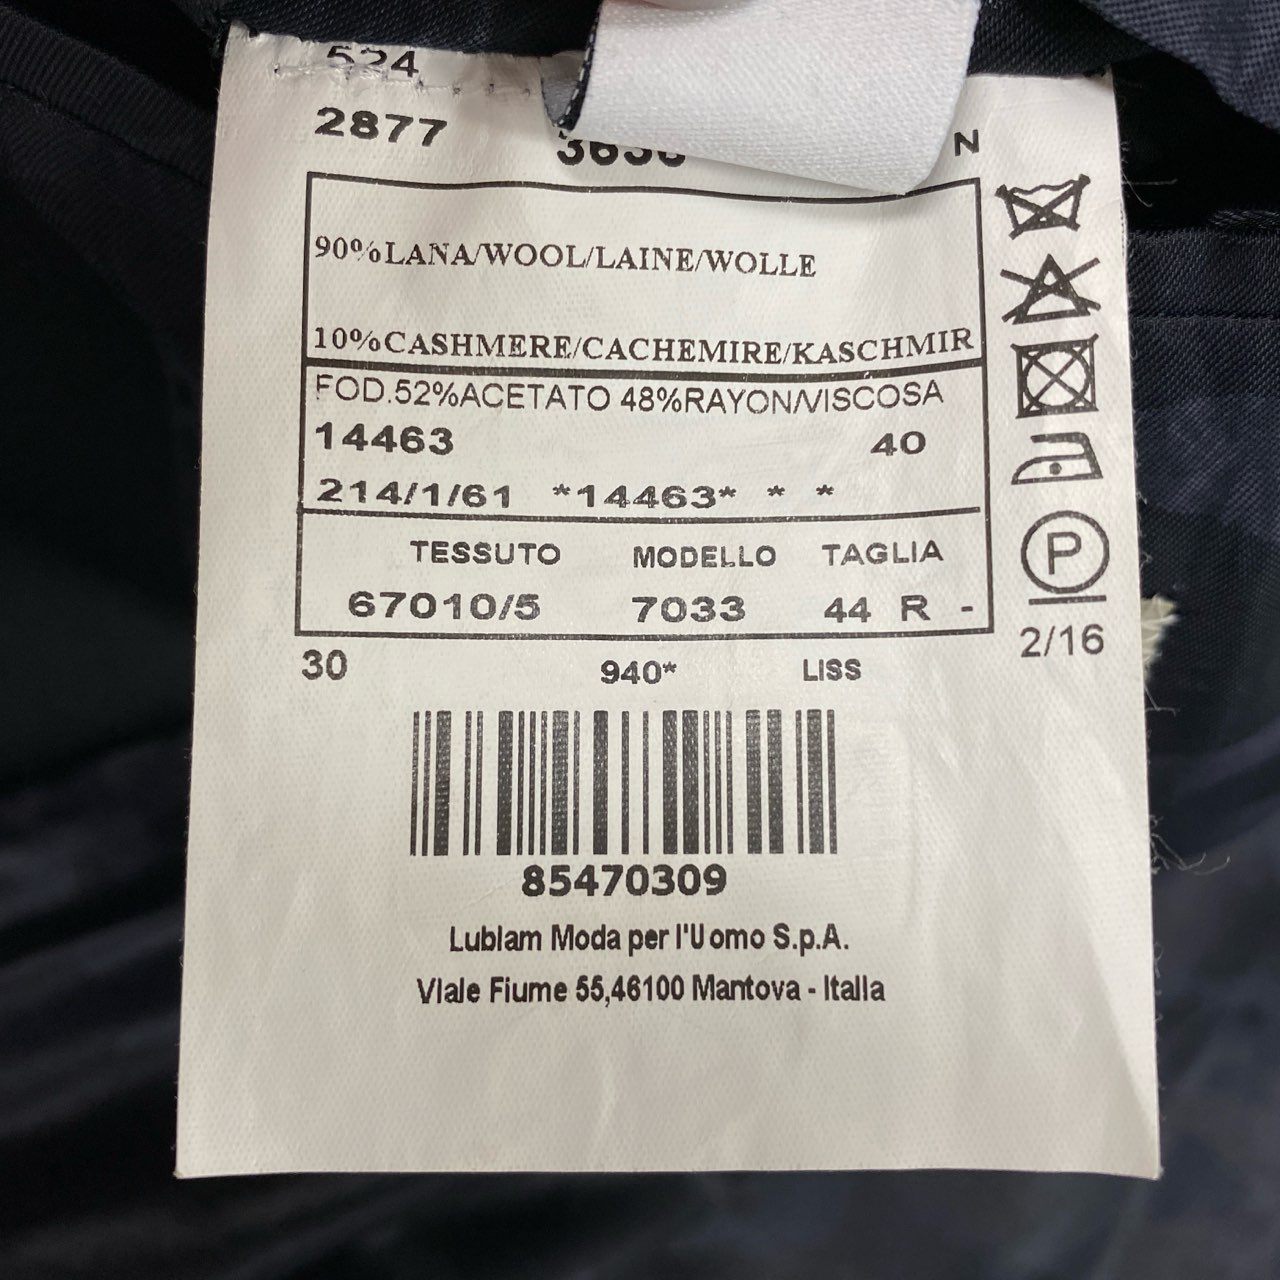 524
2877 N
90%LANA/WOOL/LAINE/WOLLE
10%CASHMERE/CACHEMIRE/KASCHMIR
FOD.52%ACETATO 48%RAYON/VISCOSA
14463 40
214/1/61 *14463* * *
TESSUTO MODELLO TAGLIA
67010/5 7033 44 R -
P
2/16
30 940* LISS
85470309
Lubiam Moda per l'Uomo S.p.A.
Viale Fiume 55,46100 Mantova - Italia